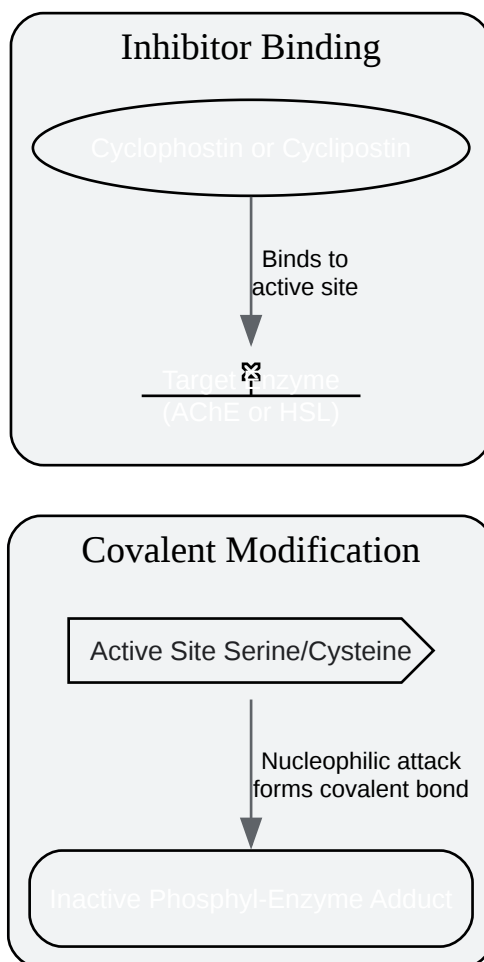 Inhibitor Binding
Cyclophostin or Cyclipostin
Binds to
active site
Target Enzyme
(AChE or HSL)
Covalent Modification
Active Site Serine/Cysteine
Nucleophilic attack
forms covalent bond
Inactive Phosphyl-Enzyme Adduct